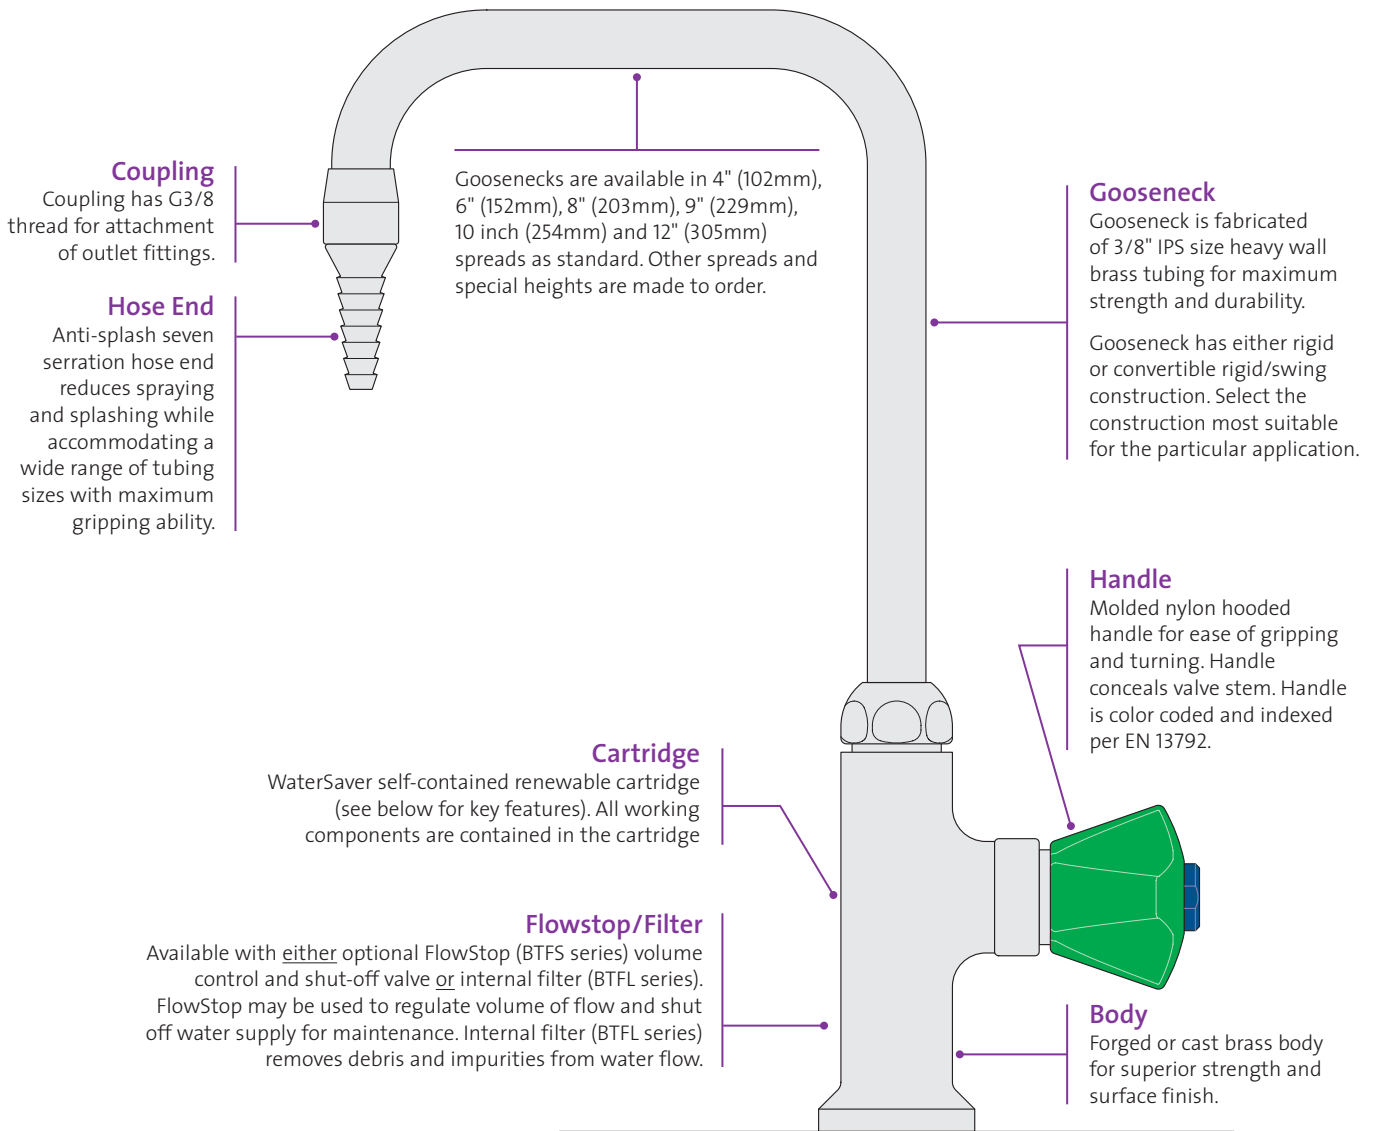 Coupling
Coupling has G3/8
thread for attachment
of outlet fittings.
Hose End
Anti-splash seven
serration hose end
reduces spraying
and splashing while
accommodating a
wide range of tubing
sizes with maximum
gripping ability.
Goosenecks are available in 4" (102mm),
6" (152mm), 8" (203mm), 9" (229mm),
10 inch (254mm) and 12" (305mm)
spreads as standard. Other spreads and
special heights are made to order.
Gooseneck
Gooseneck is fabricated
of 3/8" IPS size heavy wall
brass tubing for maximum
strength and durability.
Gooseneck has either rigid
or convertible rigid/swing
construction. Select the
construction most suitable
for the particular application.
Handle
Molded nylon hooded
handle for ease of gripping
and turning. Handle
conceals valve stem. Handle
is color coded and indexed
per EN 13792.
Cartridge
WaterSaver self-contained renewable cartridge
(see below for key features). All working
components are contained in the cartridge
Flowstop/Filter
Available with either optional FlowStop (BTFS series) volume
control and shut-off valve or internal filter (BTFL series).
FlowStop may be used to regulate volume of flow and shut
off water supply for maintenance. Internal filter (BTFL series)
removes debris and impurities from water flow.
Body
Forged or cast brass body
for superior strength and
surface finish.